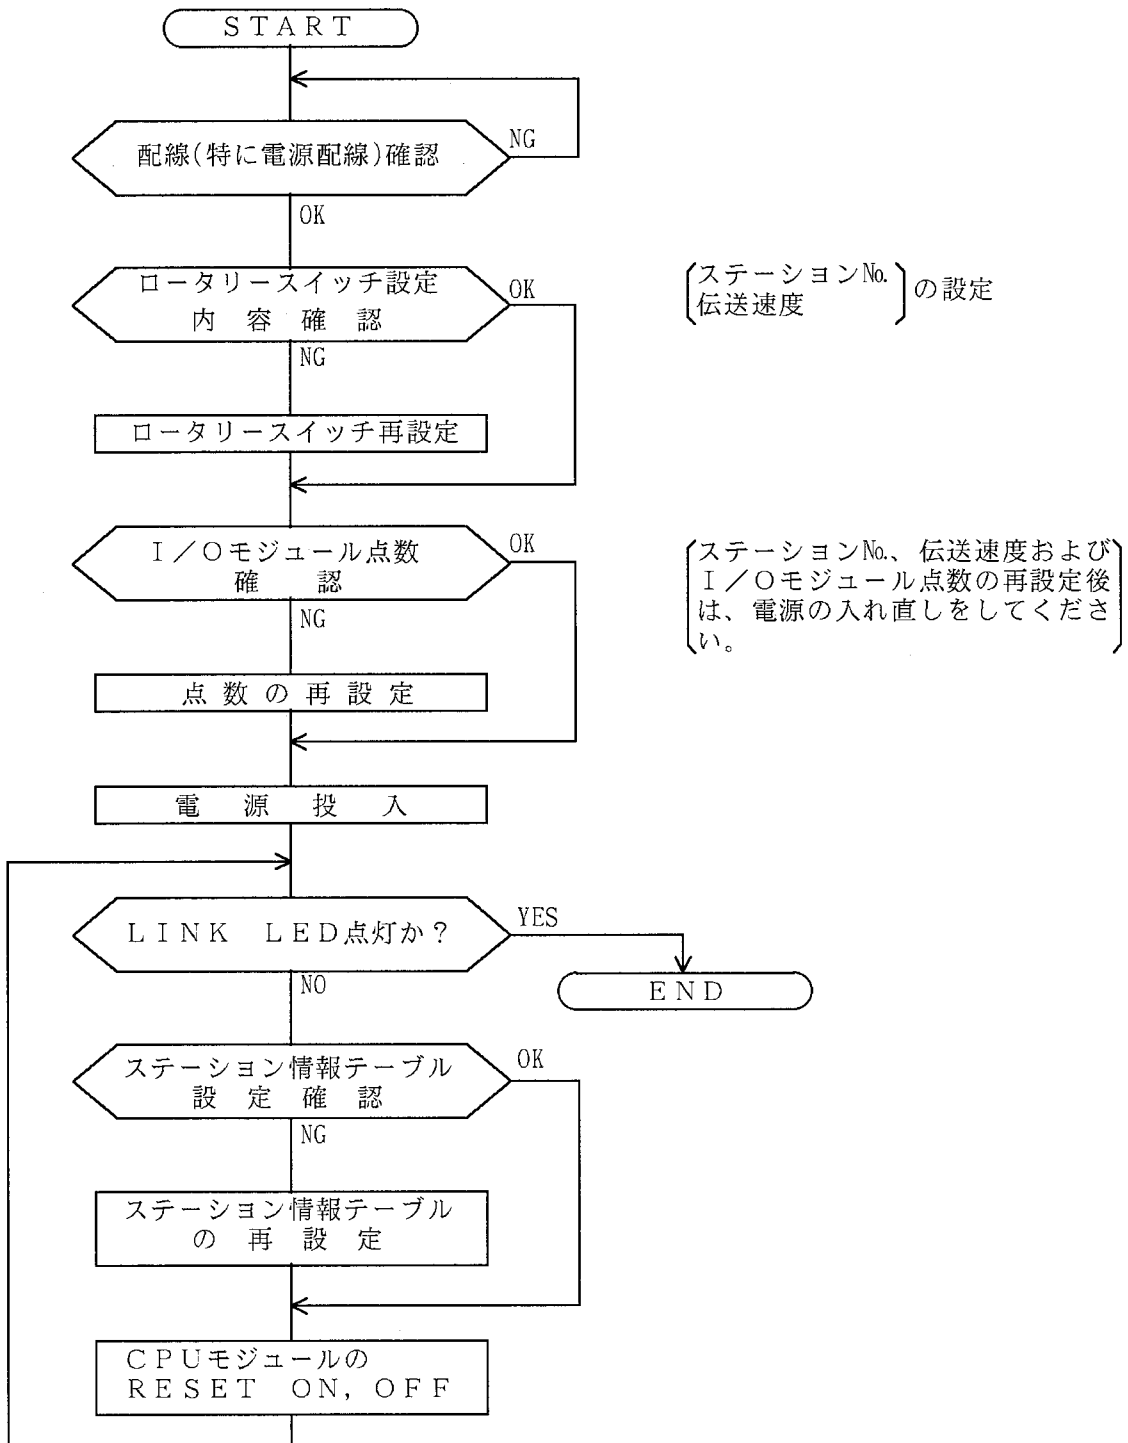 START
配線(特に電源配線)確認
NG
OK
ロータリースイッチ設定
内容確認
OK
NG
ステーション№.
伝送速度
の設定
ロータリースイッチ再設定
I/Oモジュール点数
確認
OK
NG
ステーション№.、伝送速度および
I/Oモジュール点数の再設定後
は、電源の入れ直しをしてくださ
い。
点数の再設定
電源投入
LINK LED点灯か?
YES
NO
END
ステーション情報テーブル
設定確認
OK
NG
ステーション情報テーブル
の再設定
CPUモジュールの
RESET ON, OFF